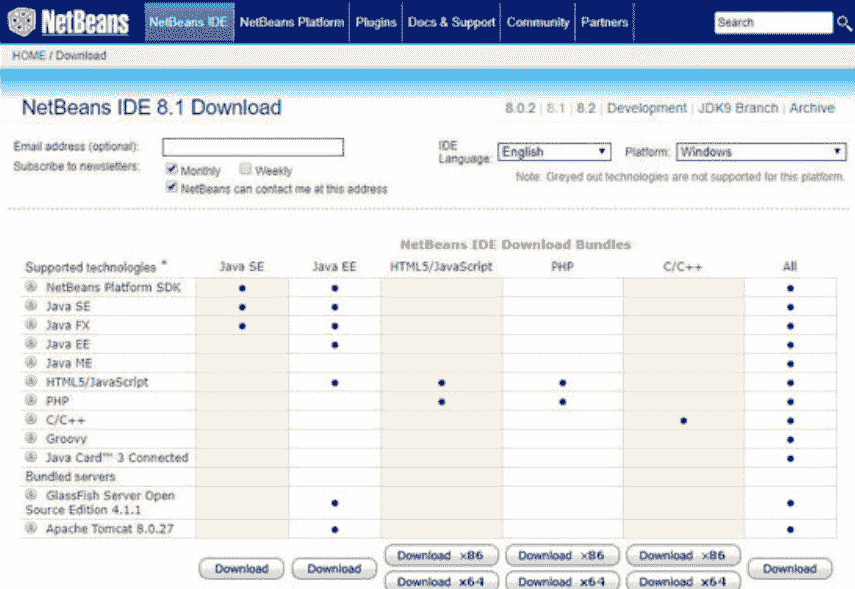 NetBeans NetBeans IDE NetBeans Platform Plugins Docs & Support Community Partners Search
HOME / Download
NetBeans IDE 8.1 Download 8.0.2 | 8.1 | 8.2 | Development | JDK9 Branch | Archive
Email address (optional): IDE Language: English Platform: Windows
Subscribe to newsletters: Monthly Weekly Note: Greyed out technologies are not supported for this platform.
NetBeans can contact me at this address
NetBeans IDE Download Bundles
Supported technologies * Java SE Java EE HTML5/JavaScript PHP C/C++ All
NetBeans Platform SDK • • •
Java SE • • •
Java FX • • •
Java EE • •
Java ME •
HTML5/JavaScript • • • •
PHP • • •
C/C++ • •
Groovy •
Java Card™ 3 Connected •
Bundled servers
GlassFish Server Open
Source Edition 4.1.1 • •
Apache Tomcat 8.0.27 • •
Download Download Download x86 Download x86 Download x86 Download
Download x64 Download x64 Download x64